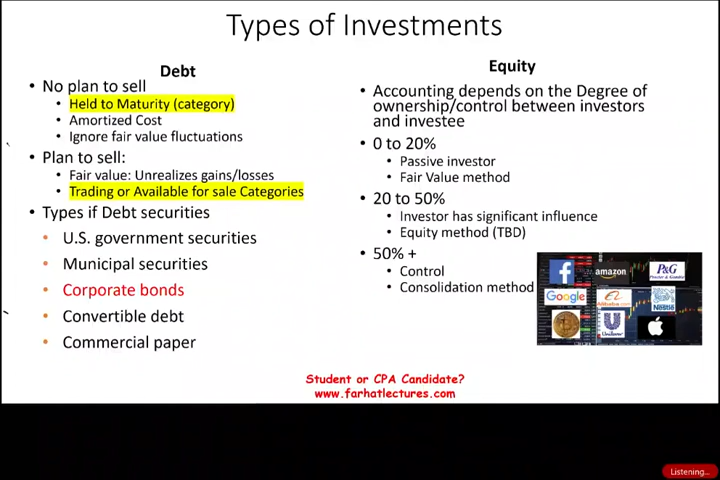 Types of Investments
Debt
No plan to sell
Held to Maturity (category)
Amortized Cost
Ignore fair value fluctuations
Plan to sell:
Fair value: Unrealizes gains/losses
Trading or Available for sale Categories
Types if Debt securities
U.S. government securities
Municipal securities
Corporate bonds
Convertible debt
Commercial paper
Equity
Accounting depends on the Degree of
ownership/control between investors
and investee
0 to 20%
Passive investor
Fair Value method
20 to 50%
Investor has significant influence
Equity method (TBD)
50% +
Control
Consolidation method
f
amazon
P&G
Google
Alibaba.com
Nestle
Unilever
Student or CPA Candidate?
www.farhatlectures.com
Listening...